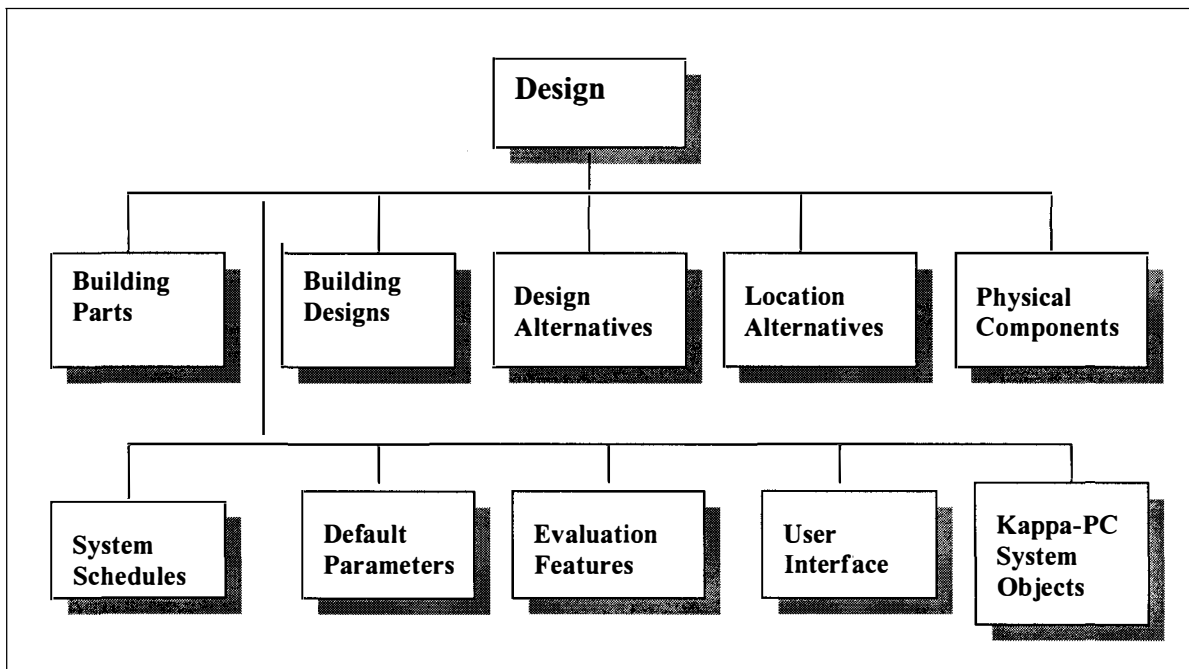 Design
Building
Parts
Building
Designs
Design
Alternatives
Location
Alternatives
Physical
Components
System
Schedules
Default
Parameters
Evaluation
Features
User
Interface
Kappa-PC
System
Objects